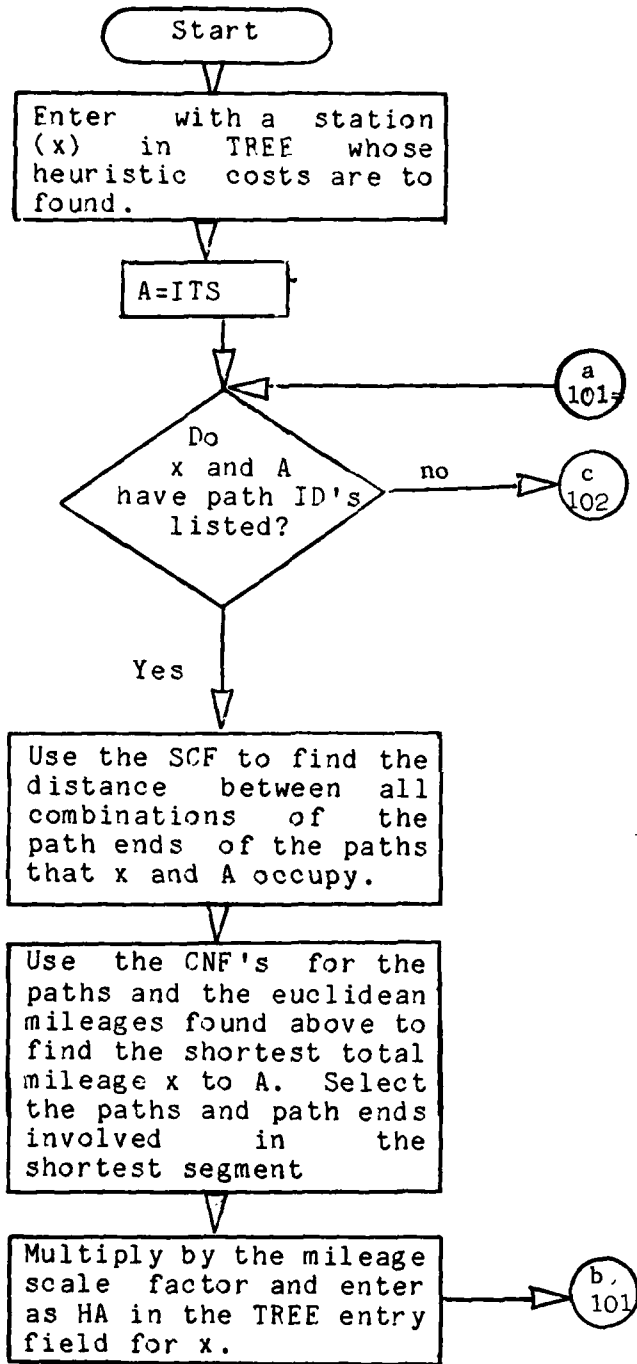 Start
Enter with a station
(x) in TREE whose
heuristic costs are to
found.
A=ITS
a
101
Do
x and A
have path ID's
listed?
no
c
102
Yes
Use the SCF to find the
distance between all
combinations of the
path ends of the paths
that x and A occupy.
Use the CNF's for the
paths and the euclidean
mileages found above to
find the shortest total
mileage x to A. Select
the paths and path ends
involved in the
shortest segment
Multiply by the mileage
scale factor and enter
as HA in the TREE entry
field for x.
b
101